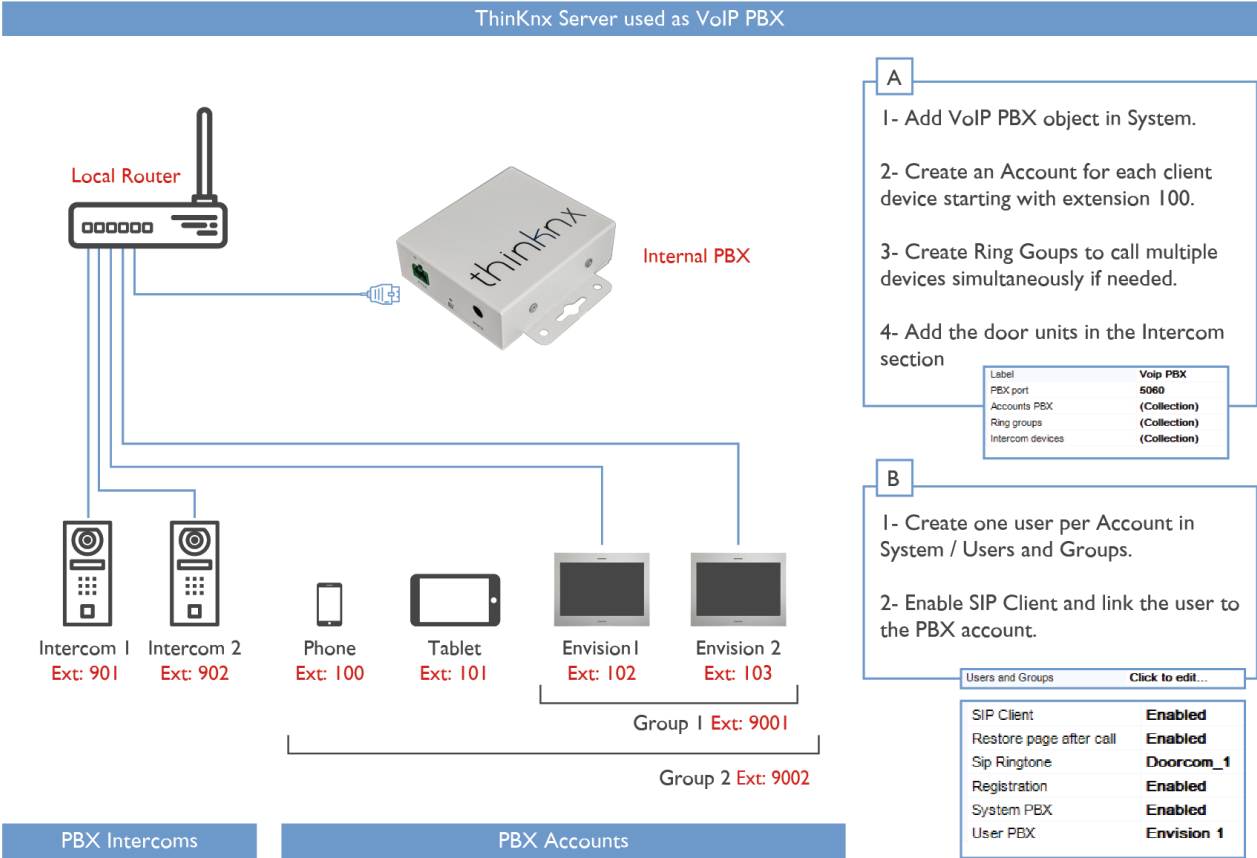 ThinKnx Server used as VoIP PBX
Local Router
thinknx
Internal PBX
Intercom 1
Ext: 901
Intercom 2
Ext: 902
Phone
Ext: 100
Tablet
Ext: 101
Envision1
Ext: 102
Envision 2
Ext: 103
Group 1 Ext: 9001
Group 2 Ext: 9002
PBX Intercoms
PBX Accounts
A
1- Add VoIP PBX object in System.
2- Create an Account for each client
device starting with extension 100.
3- Create Ring Goups to call multiple
devices simultaneously if needed.
4- Add the door units in the Intercom
section
Label Voip PBX
PBX port 5060
Accounts PBX (Collection)
Ring groups (Collection)
Intercom devices (Collection)
B
1- Create one user per Account in
System / Users and Groups.
2- Enable SIP Client and link the user to
the PBX account.
Users and Groups Click to edit...
SIP Client Enabled
Restore page after call Enabled
Sip Ringtone Doorcom_1
Registration Enabled
System PBX Enabled
User PBX Envision 1